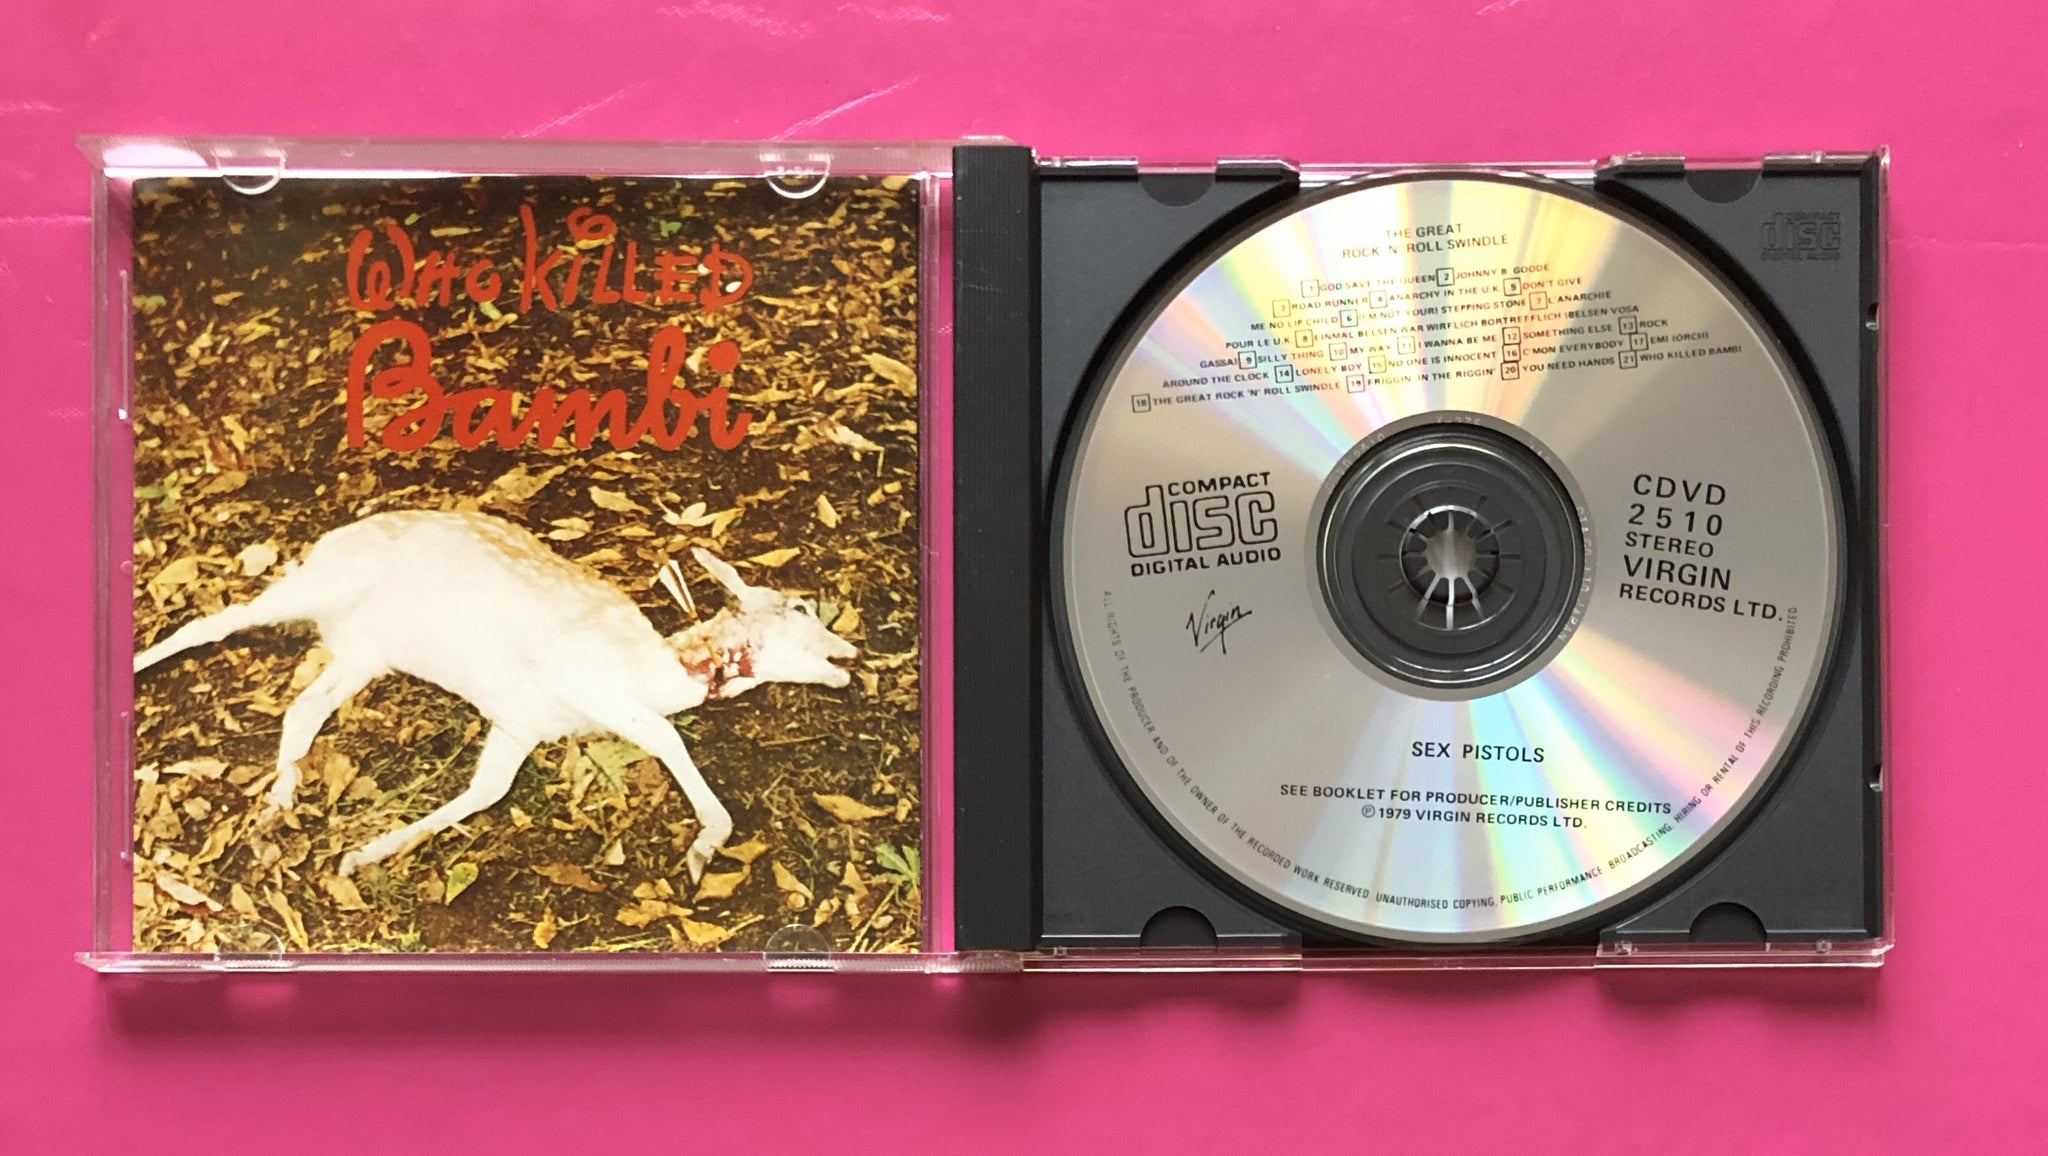 WHO KiLLED
Bambi
THE GREAT
ROCK 'N' ROLL SWINDLE
1 GOD SAVE THE QUEEN 2 JOHNNY B. GOODE
3 ROAD RUNNER 4 ANARCHY IN THE U.K. 5 DON'T GIVE
ME NO LIP CHILD 6 (I'M NOT YOUR) STEPPING STONE 7 L'ANARCHIE
POUR LE U.K. 8 EINMAL BELSEN WAR WIRFLICH BORTREFFLICH (BELSEN VOSA
GASSA) 9 SILLY THING 10 MY WAY 11 I WANNA BE ME 12 SOMETHING ELSE 13 ROCK
AROUND THE CLOCK 14 LONELY BOY 15 NO ONE IS INNOCENT 16 C'MON EVERYBODY 17 EMI (ORCH)
18 THE GREAT ROCK 'N' ROLL SWINDLE 19 FRIGGIN' IN THE RIGGIN' 20 YOU NEED HANDS 21 WHO KILLED BAMBI
COMPACT
disc
DIGITAL AUDIO
Virgin
CDVD
2510
STEREO
VIRGIN
RECORDS LTD.
SEX PISTOLS
SEE BOOKLET FOR PRODUCER/PUBLISHER CREDITS
℗ 1979 VIRGIN RECORDS LTD.
ALL RIGHTS OF THE PRODUCER AND OF THE OWNER OF THE RECORDED WORK RESERVED. UNAUTHORISED COPYING, PUBLIC PERFORMANCE, BROADCASTING, HIRING OR RENTAL OF THIS RECORDING PROHIBITED
COMPACT
disc
DIGITAL AUDIO